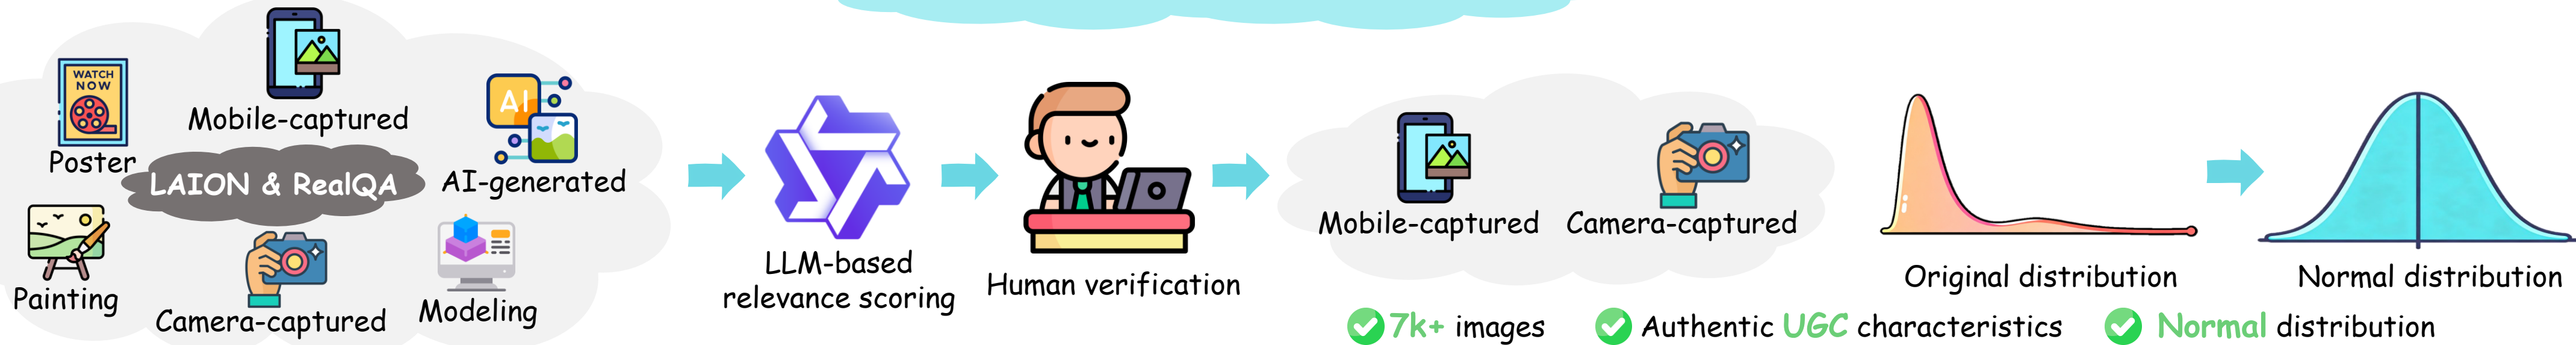 WATCH
NOW
Poster
Mobile-captured
AI
AI-generated
LAION & RealQA
Painting
Camera-captured
Modeling
LLM-based
relevance scoring
Human verification
Mobile-captured
Camera-captured
Original distribution
Normal distribution
7k+ images
Authentic UGC characteristics
Normal distribution